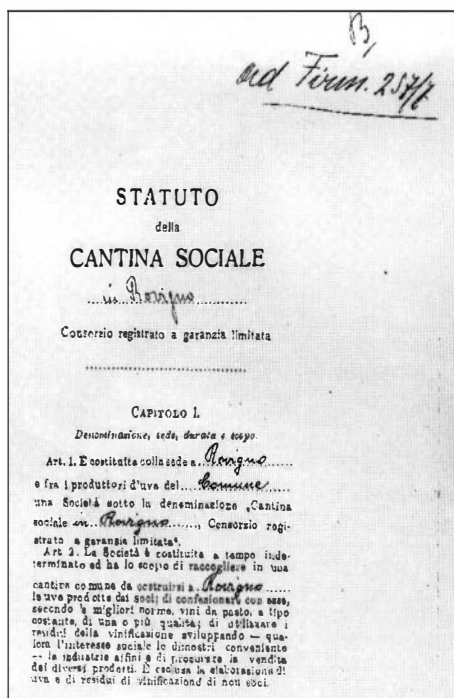 B,
ad Firm. 257/7
STATUTO
della
CANTINA SOCIALE
in Rovigno
Consorzio registrato a garanzia limitata
CAPITOLO I.
Denominazione, sede, durata e scopo.
Art. 1. È costituita colla sede a Rovigno
e fra i produttori d'uva del Comune
una Società sotto la denominazione „Cantina
sociale in Rovigno, Consorzio regi-
strato a garanzia limitata“.
Art 2. La Società è costituita a tempo inde-
terminato ed ha lo scopo di raccogliere in una
cantina comune da costruirsi a Rovigno
le uve prodotte dai soci; di confezionare con esse,
secondo le migliori norme, vini da pasto, a tipo
costante, di una o più qualità; di utilizzare i
residui della vinificazione sviluppando — qua-
lora l'interesse sociale lo dimostri conveniente
— le industrie affini e di procurare la vendita
dei diversi prodotti. È esclusa la elaborazione di
uva e di residui di vinificazione di non soci.